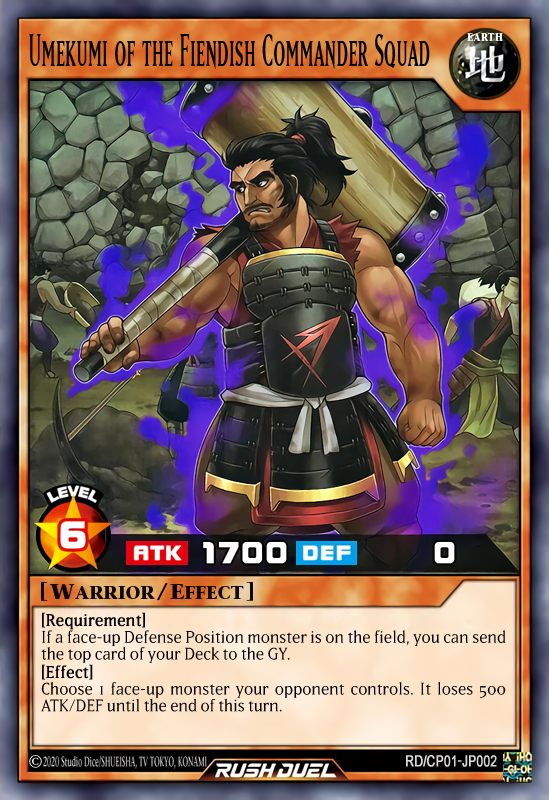 UMEKUMI OF THE FIENDISH COMMANDER SQUAD
EARTH
地
LEVEL
6
ATK 1700 DEF 0
[WARRIOR/EFFECT]
[Requirement]
If a face-up Defense Position monster is on the field, you can send
the top card of your Deck to the GY.
[Effect]
Choose 1 face-up monster your opponent controls. It loses 500
ATK/DEF until the end of this turn.
©2020 Studio Dice/SHUEISHA, TV TOKYO, KONAMI
RUSH DUEL
RD/CP01-JP002